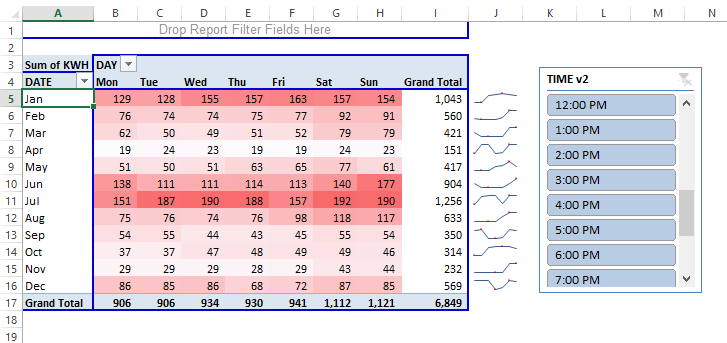 A B C D E F G H I J K L M N
1 Drop Report Filter Fields Here
2
3 Sum of KWH DAY
4 DATE Mon Tue Wed Thu Fri Sat Sun Grand Total
5 Jan 129 128 155 157 163 157 154 1,043
6 Feb 76 74 74 75 77 92 91 560
7 Mar 62 50 49 51 52 79 79 421
8 Apr 19 24 23 19 19 24 23 151
9 May 51 50 51 63 65 77 61 417
10 Jun 138 111 111 114 113 140 177 904
11 Jul 151 187 190 188 157 192 190 1,256
12 Aug 75 76 74 76 98 118 117 633
13 Sep 54 55 44 43 45 55 54 350
14 Oct 37 37 47 48 49 49 46 314
15 Nov 29 29 29 28 29 43 44 232
16 Dec 86 85 86 68 72 87 85 569
17 Grand Total 906 906 934 930 941 1,112 1,121 6,849
18
19
TIME v2
12:00 PM
1:00 PM
2:00 PM
3:00 PM
4:00 PM
5:00 PM
6:00 PM
7:00 PM